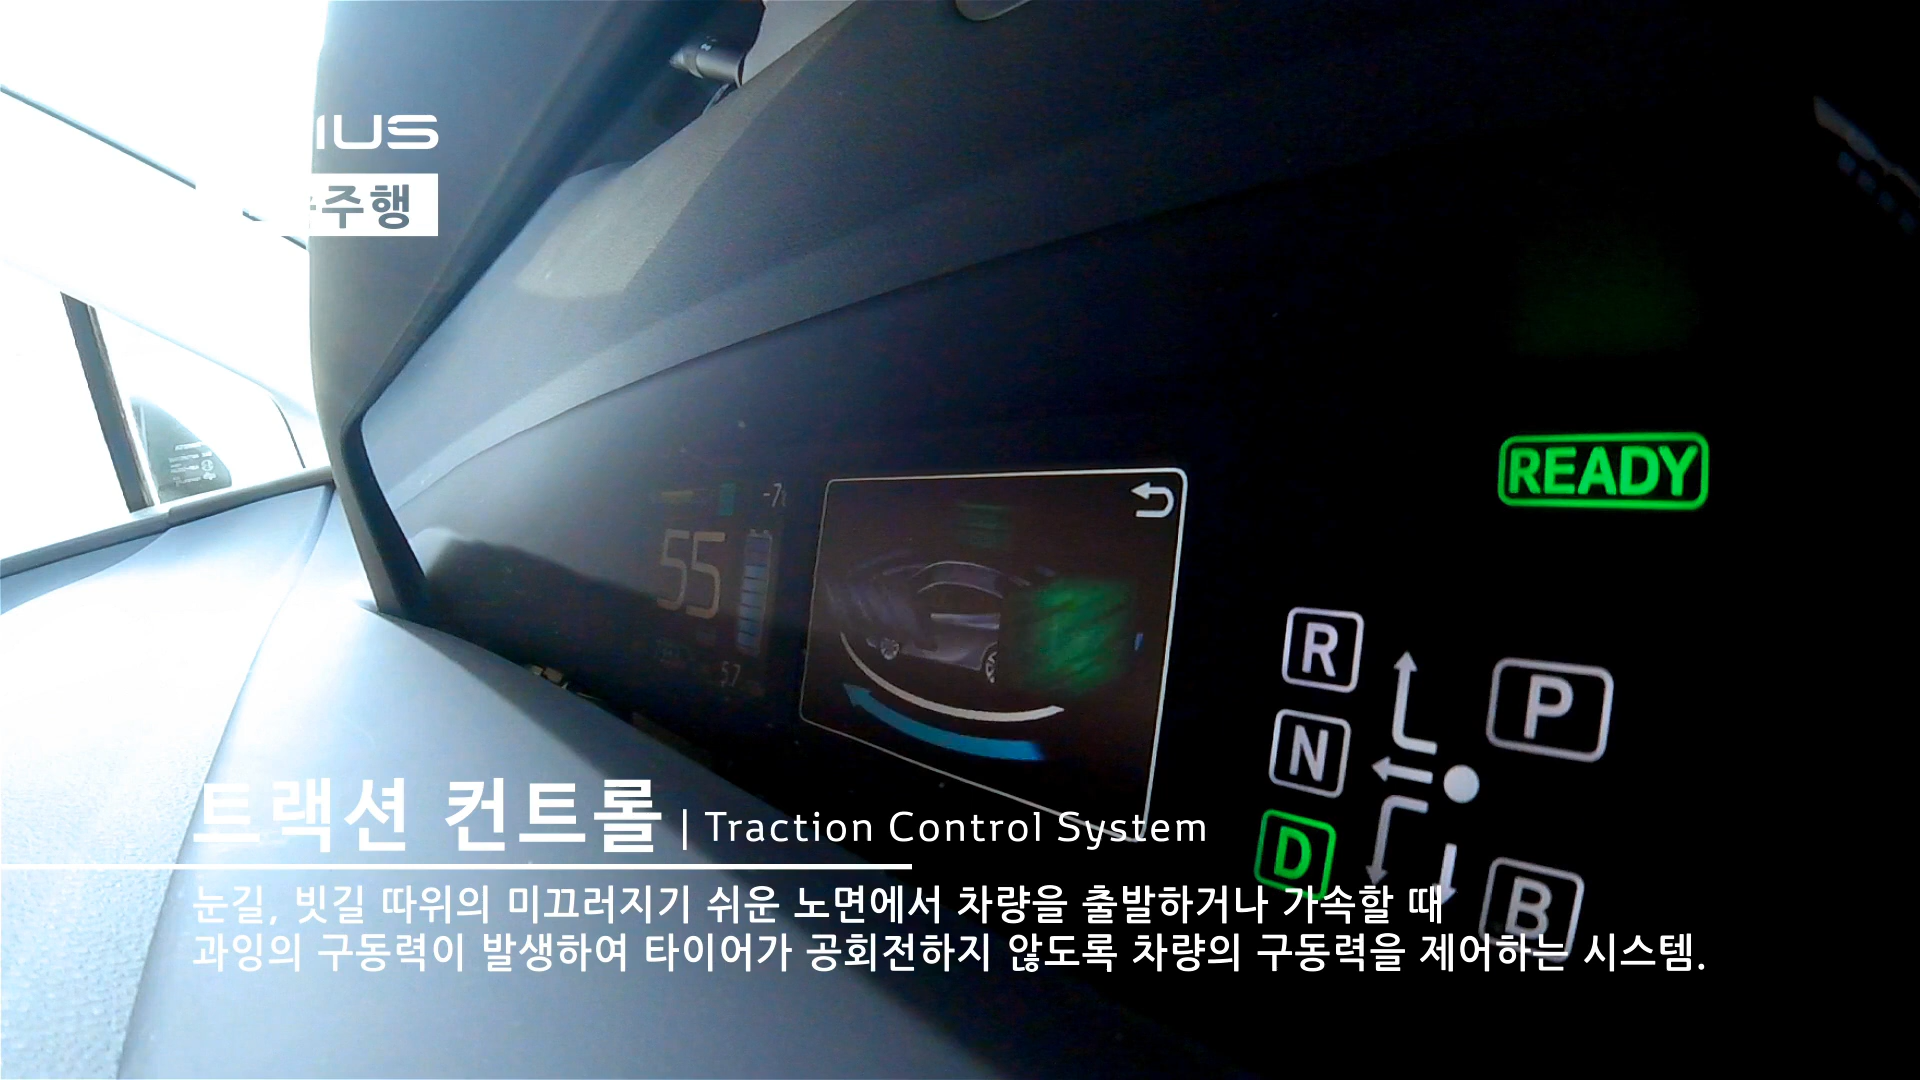 IUS
주행
READY
-7
55
57
R
N
D
P
B
트랙션 컨트롤 | Traction Control System
눈길, 빗길 따위의 미끄러지기 쉬운 노면에서 차량을 출발하거나 가속할 때
과잉의 구동력이 발생하여 타이어가 공회전하지 않도록 차량의 구동력을 제어하는 시스템.